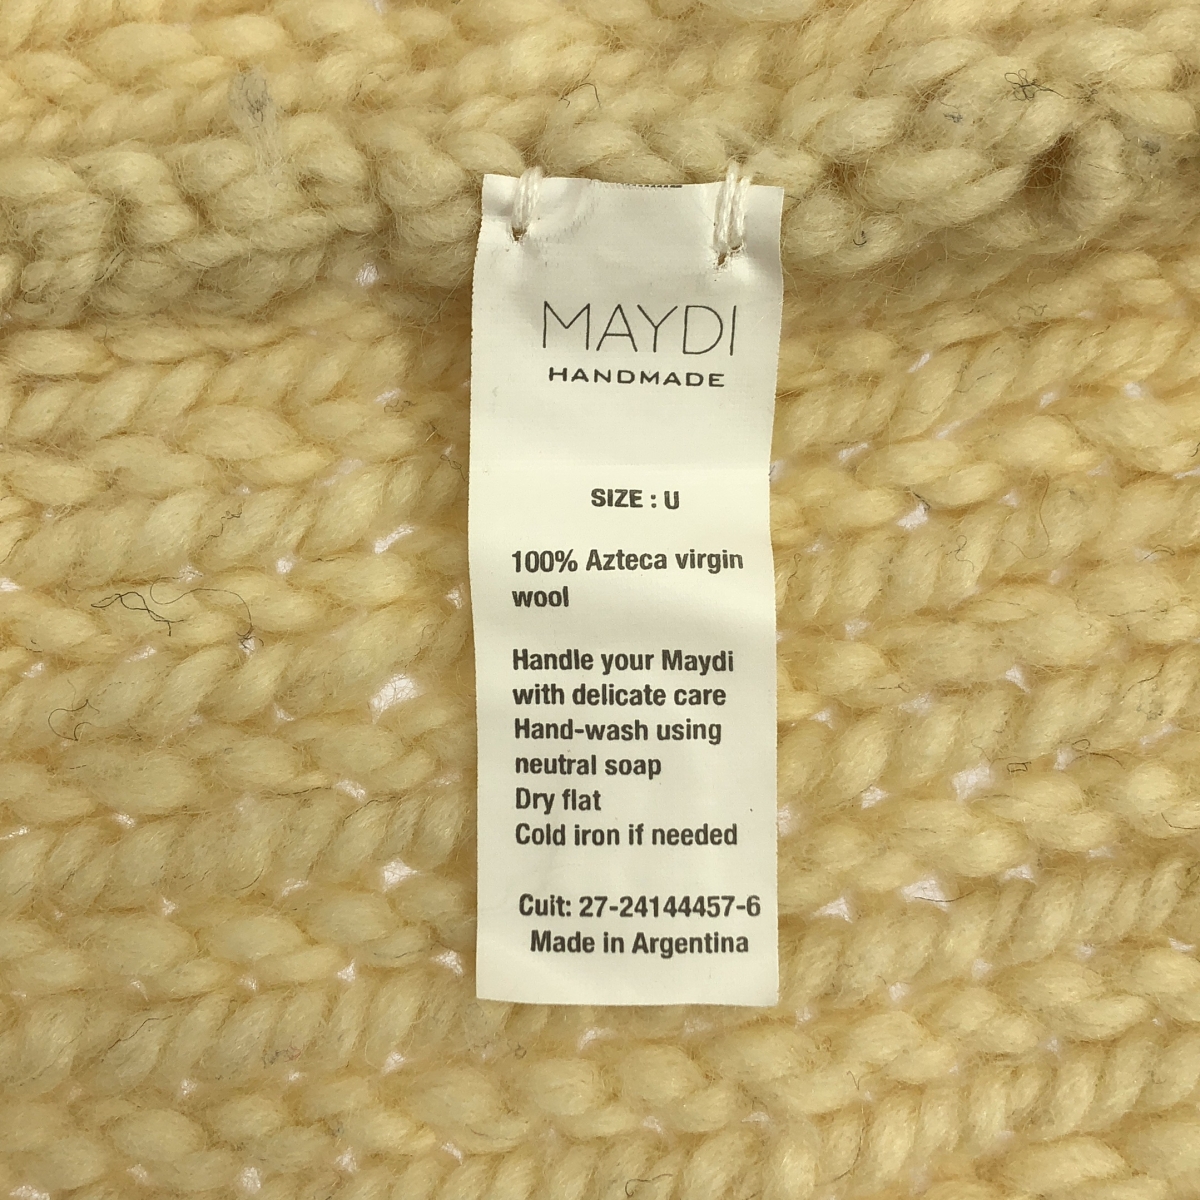 MAYDI
HANDMADE
SIZE : U
100% Azteca virgin
wool
Handle your Maydi
with delicate care
Hand-wash using
neutral soap
Dry flat
Cold iron if needed
Cuit: 27-24144457-6
Made in Argentina